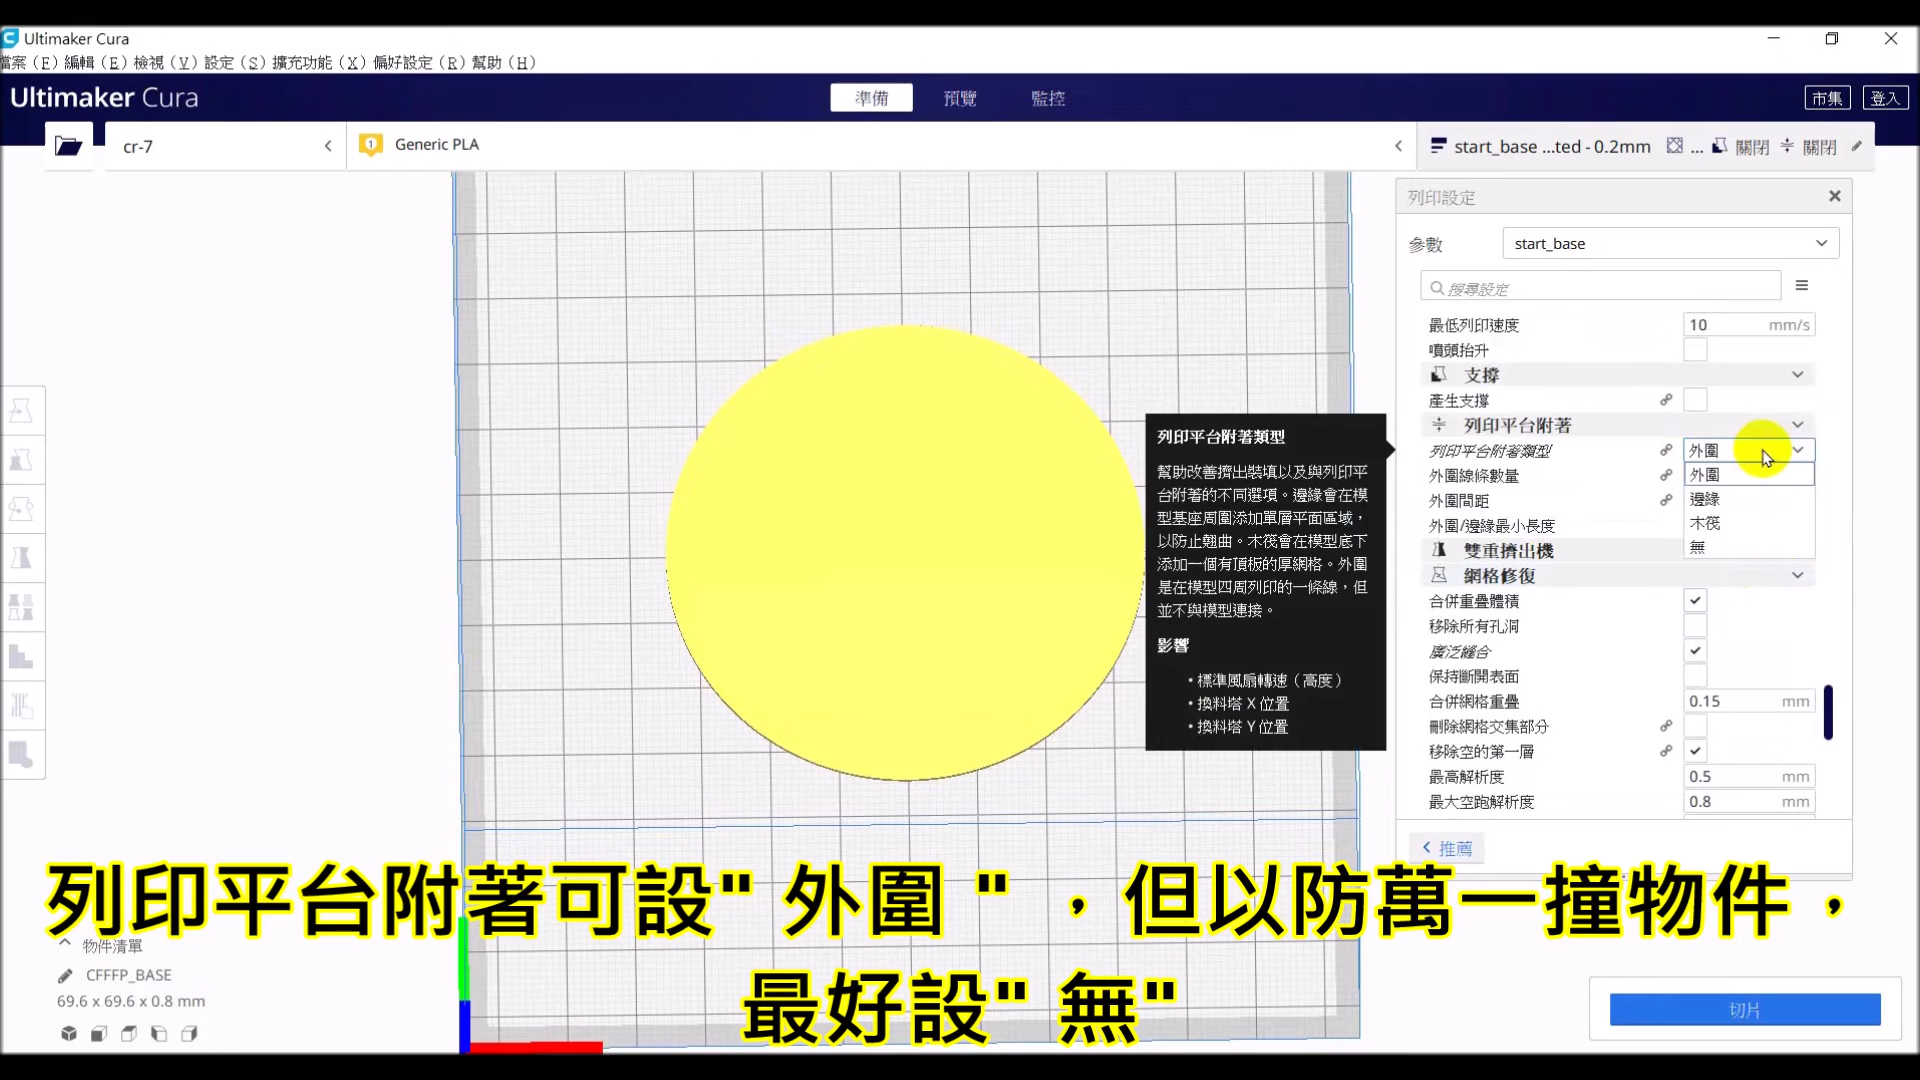 Ultimaker Cura
檔案 (F) 編輯 (E) 檢視 (V) 設定 (S) 擴充功能 (X) 偏好設定 (R) 幫助 (H)
Ultimaker Cura
準備 預覽 監控
市集 登入
cr-7
1 Generic PLA
start_base ...ted - 0.2mm ... 關閉 關閉
列印設定
參數 start_base
搜尋設定
最低列印速度 10 mm/s
噴頭抬升
支撐
產生支撐
列印平台附著
列印平台附著類型 外圍
外圍線條數量 外圍
外圍間距 邊緣
外圍/邊緣最小長度 木筏
雙重擠出機 無
網格修復
合併重疊體積
移除所有孔洞
廣泛縫合
保持斷開表面
合併網格重疊 0.15 mm
刪除網格交集部分
移除空的第一層
最高解析度 0.5 mm
最大空跑解析度 0.8 mm
推薦
列印平台附著類型
幫助改善擠出裝填以及與列印平
台附著的不同選項。邊緣會在模
型基座周圍添加單層平面區域，
以防止翹曲。木筏會在模型底下
添加一個有頂板的厚網格。外圍
是在模型四周列印的一條線，但
並不與模型連接。
影響
• 標準風扇轉速（高度）
• 換料塔 X 位置
• 換料塔 Y 位置
列印平台附著可設" 外圍 "，但以防萬一撞物件，
最好設" 無"
物件清單
CFFFP_BASE
69.6 x 69.6 x 0.8 mm
切片